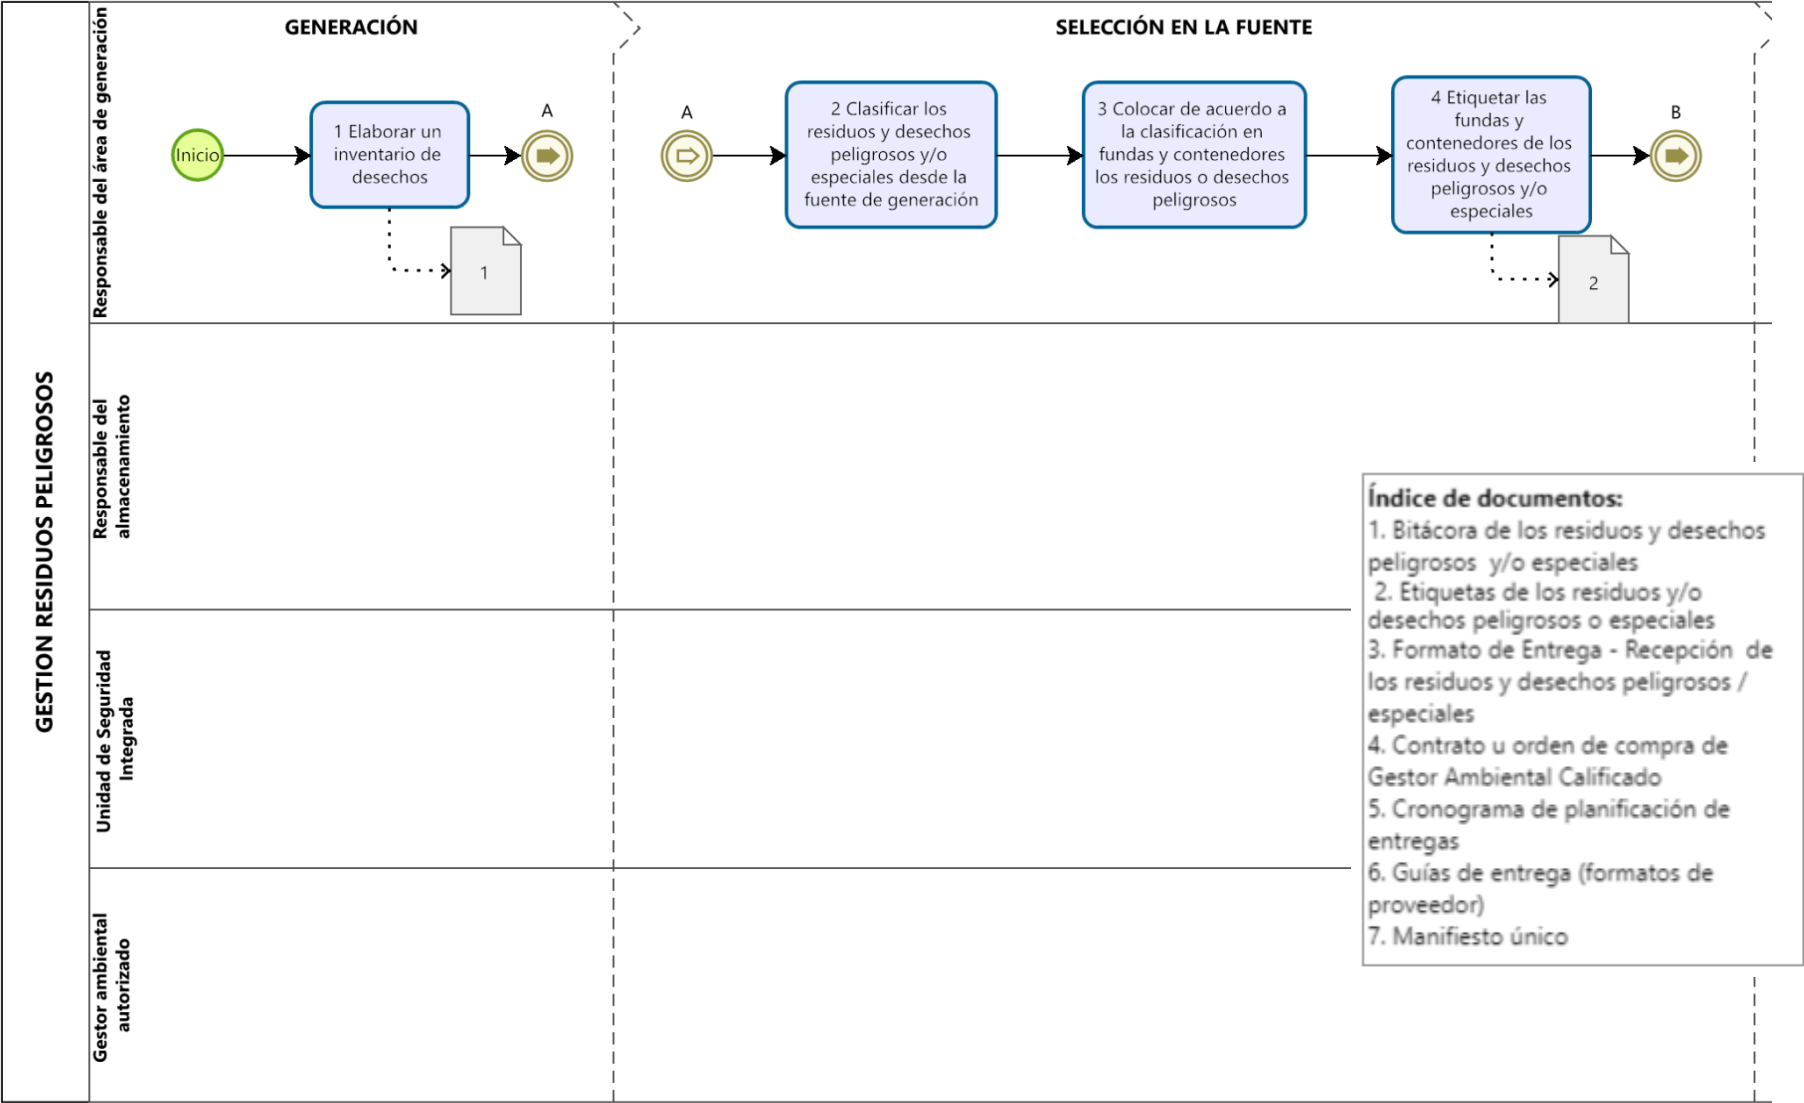 GESTION RESIDUOS PELIGROSOS
GENERACIÓN
SELECCIÓN EN LA FUENTE
Responsable del área de generación
Inicio
1 Elaborar un
inventario de
desechos
A
1
A
2 Clasificar los
residuos y desechos
peligrosos y/o
especiales desde la
fuente de generación
3 Colocar de acuerdo a
la clasificación en
fundas y contenedores
los residuos o desechos
peligrosos
4 Etiquetar las
fundas y
contenedores de los
residuos y desechos
peligrosos y/o
especiales
B
2
Responsable del
almacenamiento
Unidad de Seguridad
Integrada
Gestor ambiental
autorizado
Índice de documentos:
1. Bitácora de los residuos y desechos
peligrosos y/o especiales
2. Etiquetas de los residuos y/o
desechos peligrosos o especiales
3. Formato de Entrega - Recepción de
los residuos y desechos peligrosos /
especiales
4. Contrato u orden de compra de
Gestor Ambiental Calificado
5. Cronograma de planificación de
entregas
6. Guías de entrega (formatos de
proveedor)
7. Manifiesto único